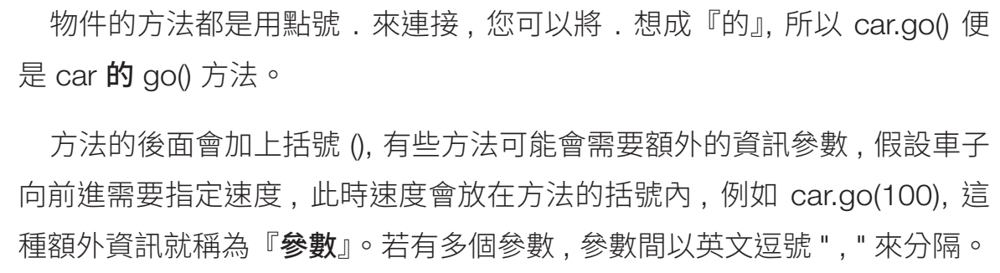 物件的方法都是用點號 . 來連接 , 您可以將 . 想成『的』, 所以 car.go() 便
是 car 的 go() 方法。
方法的後面會加上括號 (), 有些方法可能會需要額外的資訊參數 , 假設車子
向前進需要指定速度 , 此時速度會放在方法的括號內 , 例如 car.go(100), 這
種額外資訊就稱為『參數』。若有多個參數 , 參數間以英文逗號 " , " 來分隔。